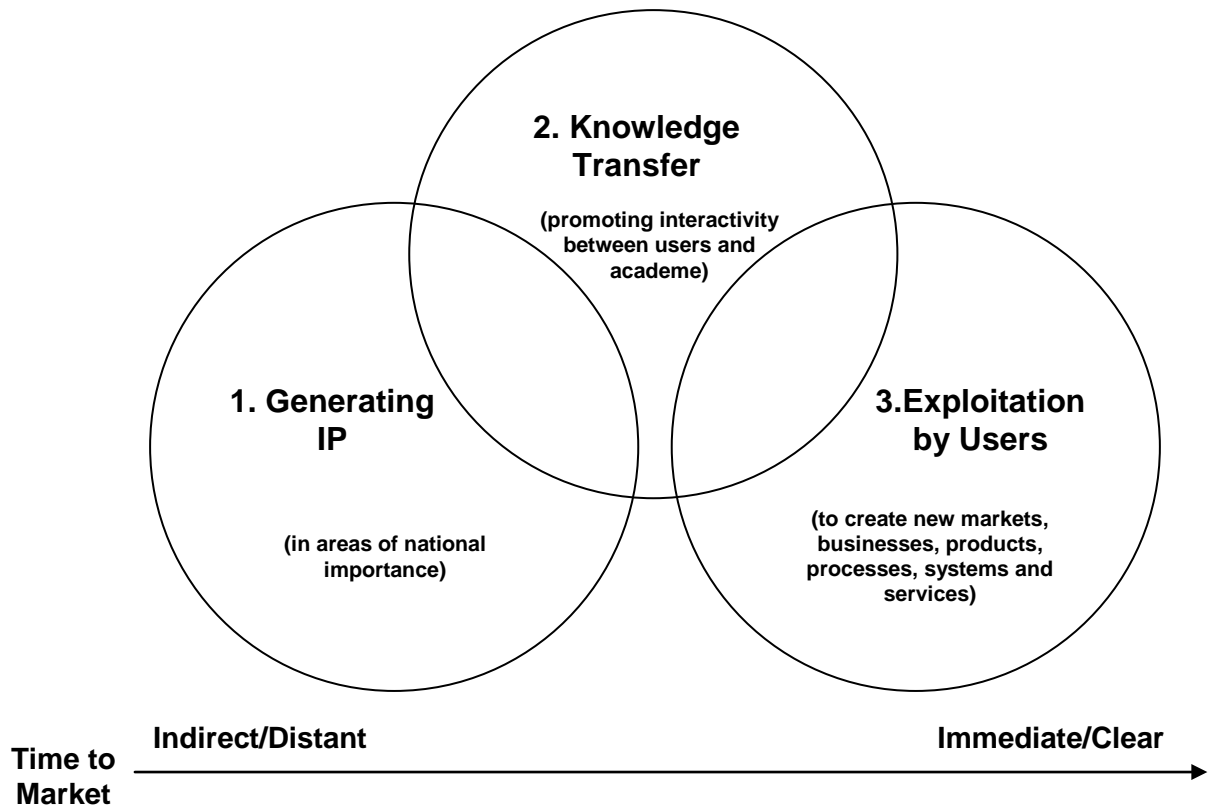 2. Knowledge
Transfer
(promoting interactivity
between users and
academe)
1. Generating
IP
(in areas of national
importance)
3.Exploitation
by Users
(to create new markets,
businesses, products,
processes, systems and
services)
Indirect/Distant
Immediate/Clear
Time to
Market